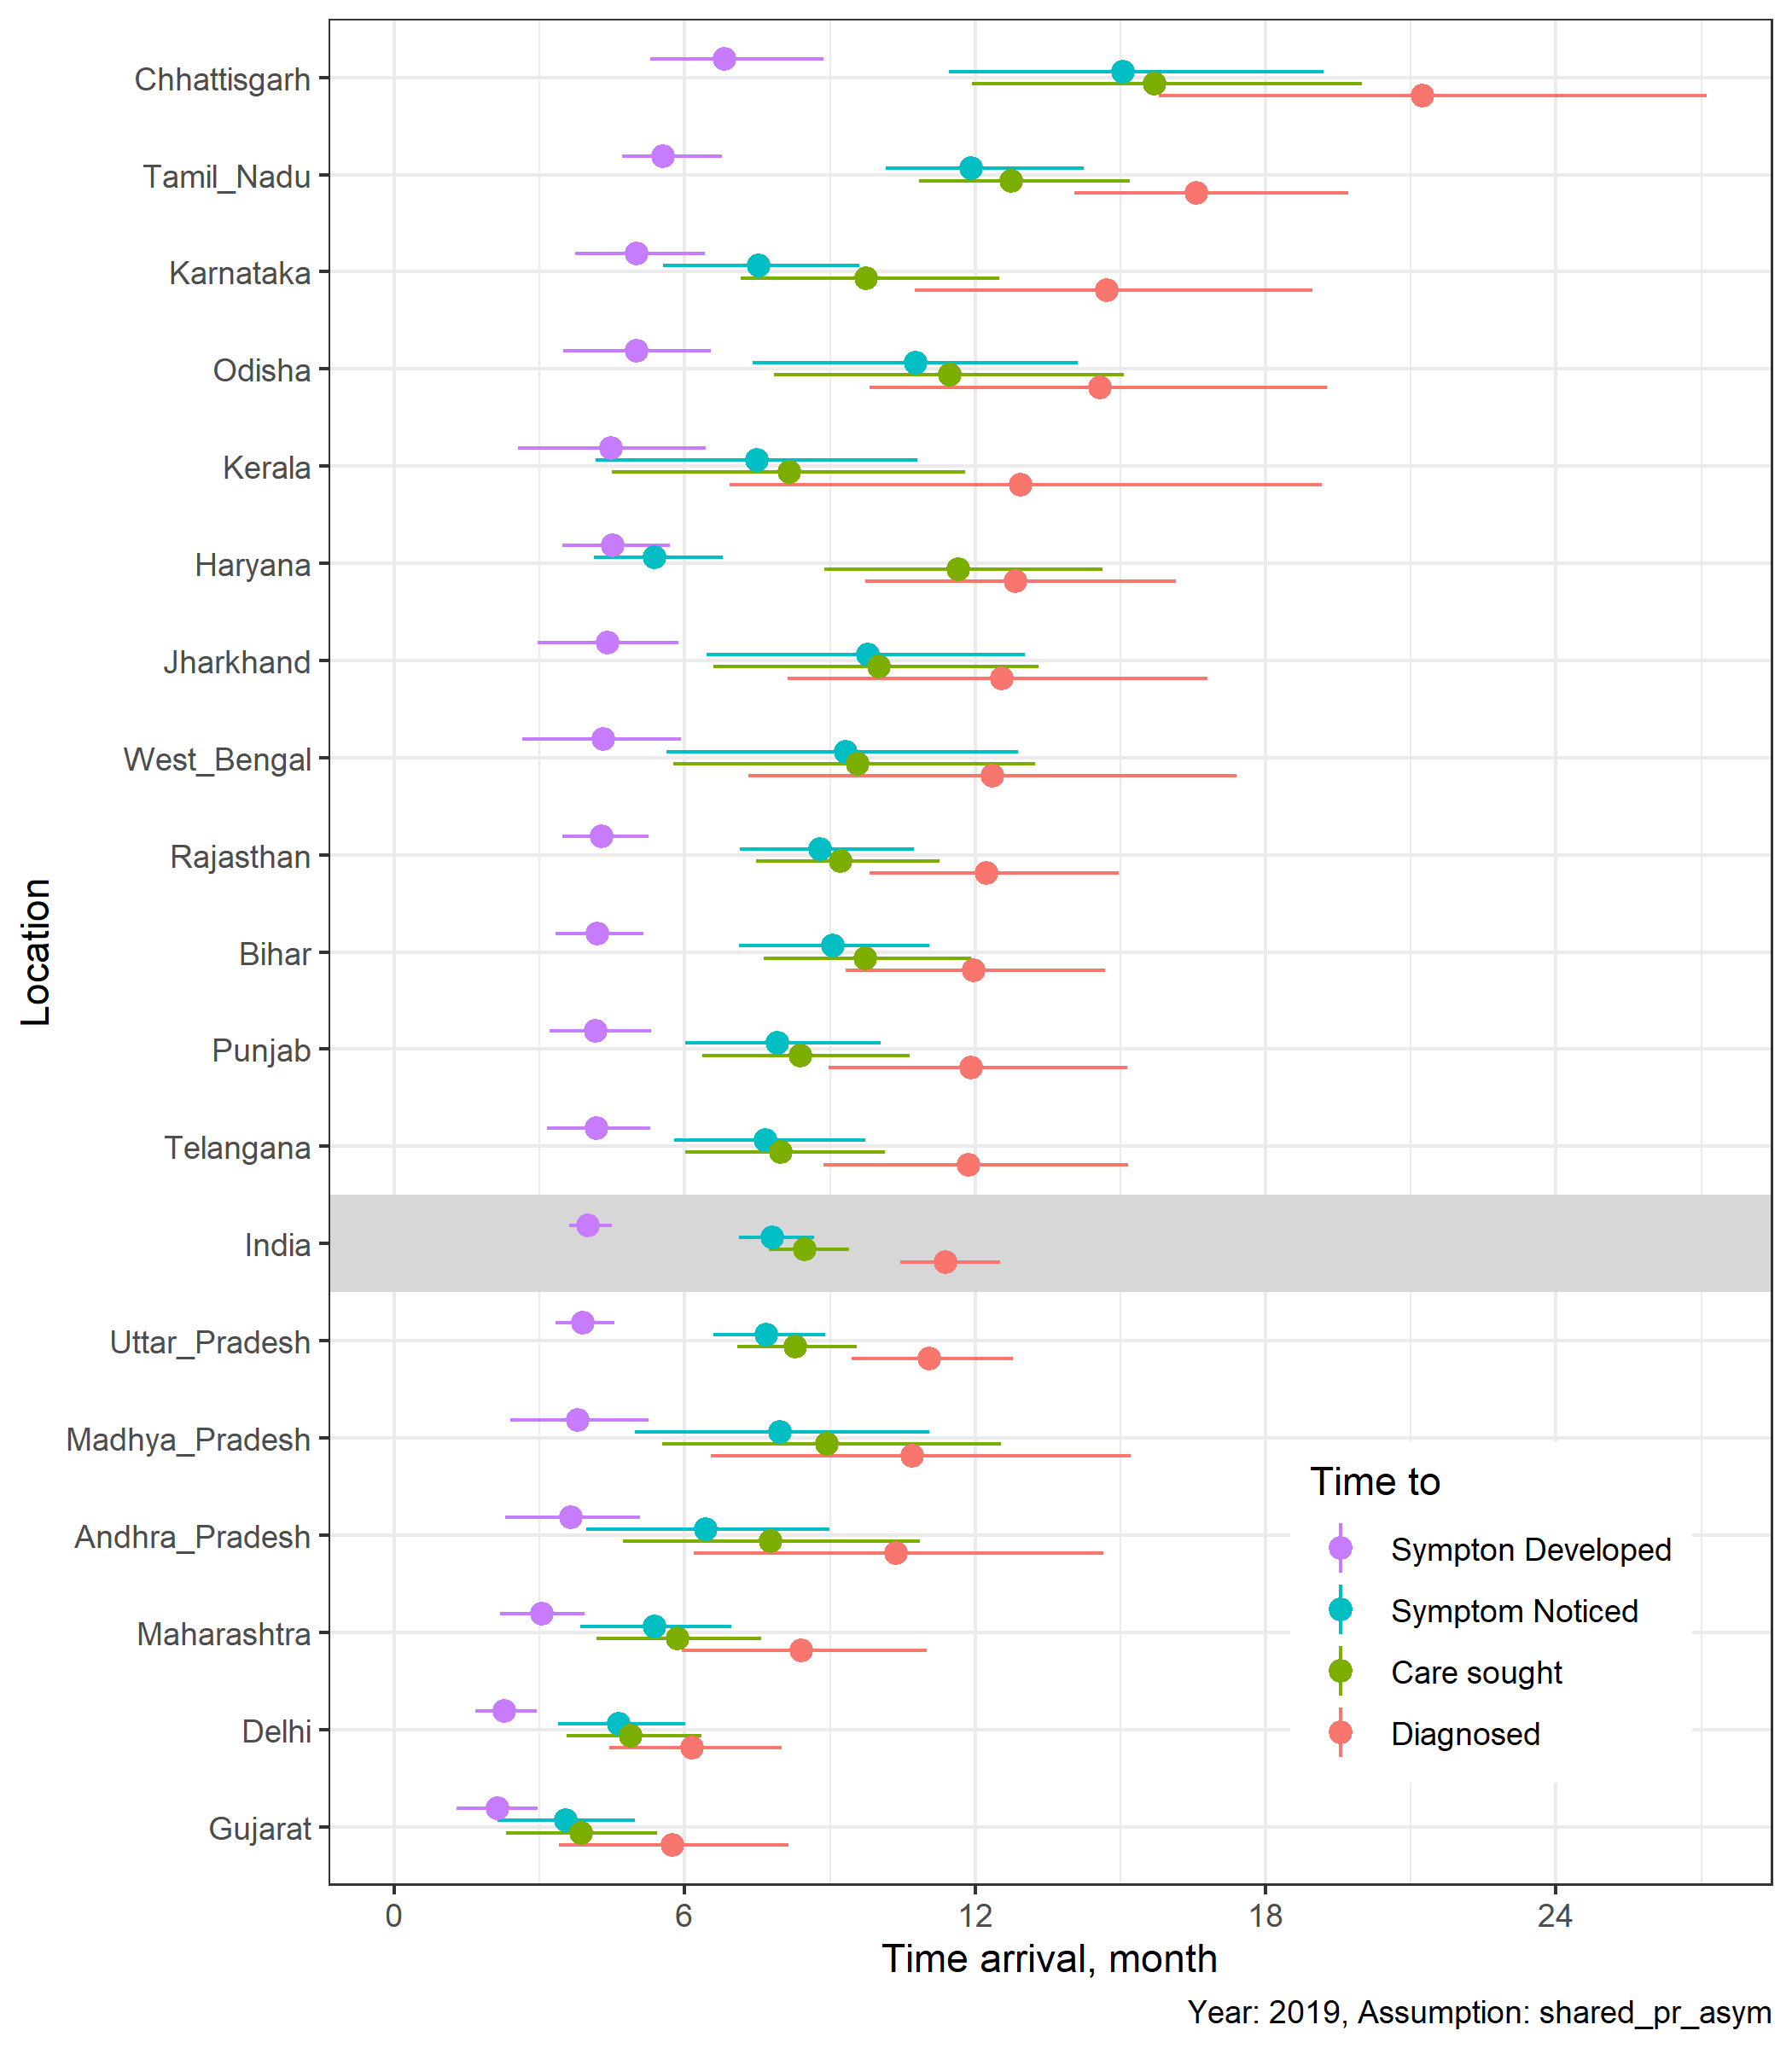 Chhattisgarh
Tamil_Nadu
Karnataka
Odisha
Kerala
Haryana
Jharkhand
West_Bengal
Rajasthan
Bihar
Punjab
Telangana
India
Uttar_Pradesh
Madhya_Pradesh
Andhra_Pradesh
Maharashtra
Delhi
Gujarat
Location
Time to
Sympton Developed
Symptom Noticed
Care sought
Diagnosed
0 6 12 18 24
Time arrival, month
Year: 2019, Assumption: shared_pr_asym